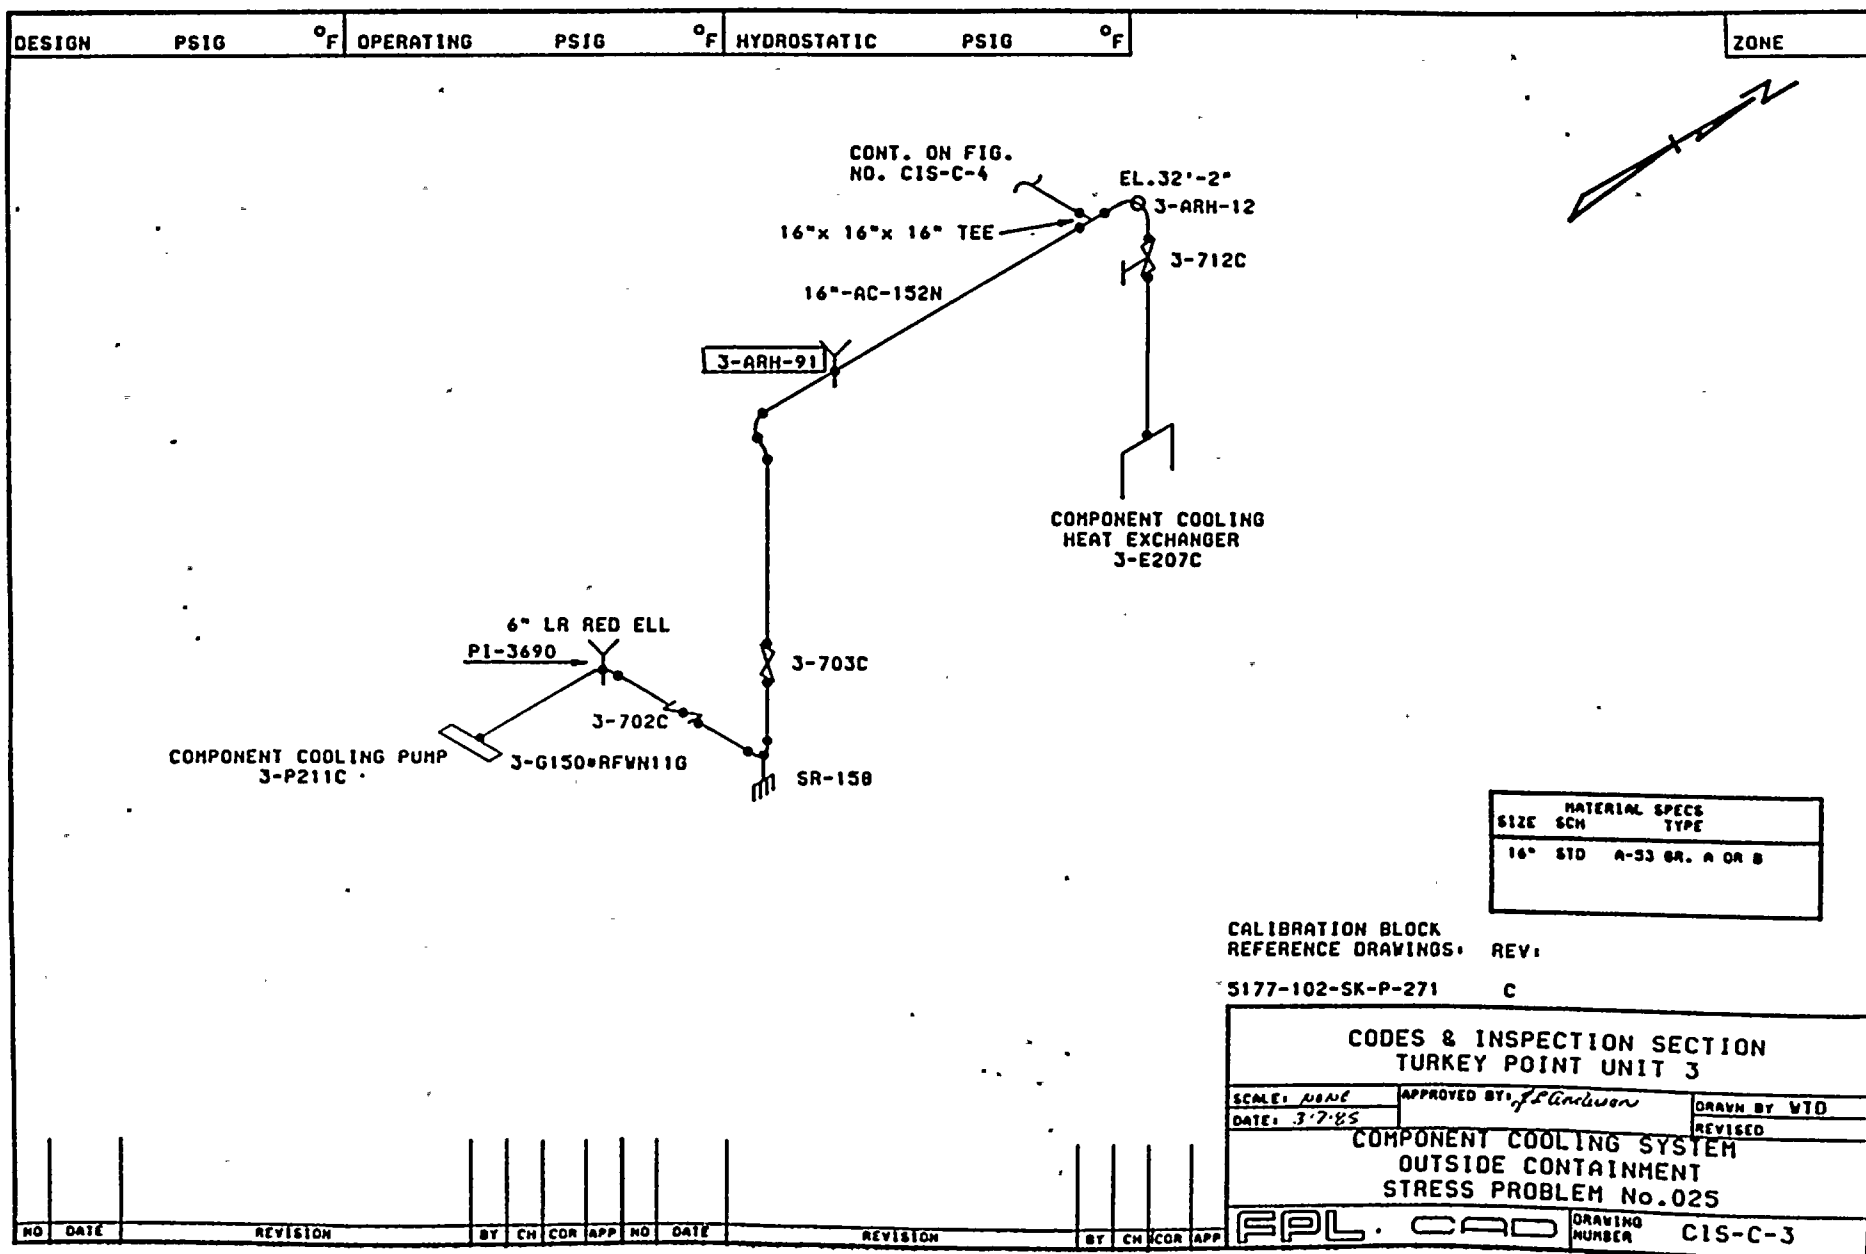 DESIGN PSIG °F OPERATING PSIG °F HYDROSTATIC PSIG °F ZONE
N
CONT. ON FIG.
NO. CIS-C-4
EL.32'-2"
3-ARH-12
16"x 16"x 16" TEE
3-712C
16"-AC-152N
3-ARH-91
COMPONENT COOLING
HEAT EXCHANGER
3-E207C
6" LR RED ELL
PI-3690
3-703C
3-702C
COMPONENT COOLING PUMP
3-P211C
3-G150#RFWN11G
SR-158
MATERIAL SPECS
SIZE SCH TYPE
16" STD A-53 GR. A OR B
CALIBRATION BLOCK
REFERENCE DRAWINGS: REV:
5177-102-SK-P-271 C
CODES & INSPECTION SECTION
TURKEY POINT UNIT 3
SCALE: NONE
APPROVED BY:
DRAWN BY WTD
DATE: 3-7-85
REVISED
COMPONENT COOLING SYSTEM
OUTSIDE CONTAINMENT
STRESS PROBLEM No.025
NO DATE REVISION BY CH COR APP NO DATE REVISION BY CH COR APP
FPL. CAD
DRAWING
NUMBER
CIS-C-3